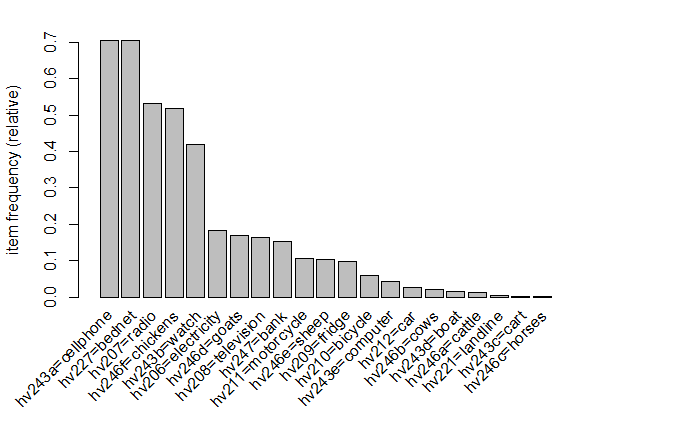 item frequency (relative)
0.0
0.1
0.2
0.3
0.4
0.5
0.6
0.7
hv243a=cellphone
hv227=bednet
hv207=radio
hv246f=chickens
hv243b=watch
hv206=electricity
hv246d=goats
hv208=television
hv247=bank
hv211=motorcycle
hv246e=sheep
hv209=fridge
hv210=bicycle
hv243e=computer
hv212=car
hv246b=cows
hv243d=boat
hv246a=cattle
hv221=landline
hv243c=cart
hv246c=horses